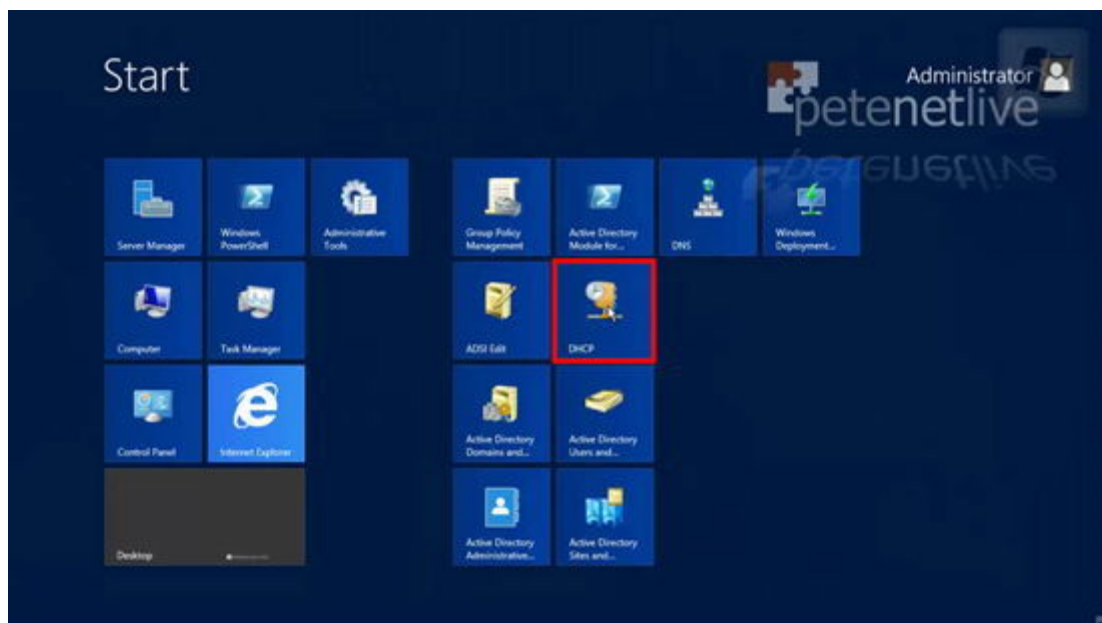 Start
Administrator
petenetlive
petenetlive
Server Manager
Windows
PowerShell
Administrative
Tools
Group Policy
Management
Active Directory
Module for...
DNS
Windows
Deployment...
Computer
Task Manager
ADSI Edit
DHCP
Control Panel
Internet Explorer
Active Directory
Domains and...
Active Directory
Users and...
Desktop
Active Directory
Administrative...
Active Directory
Sites and...